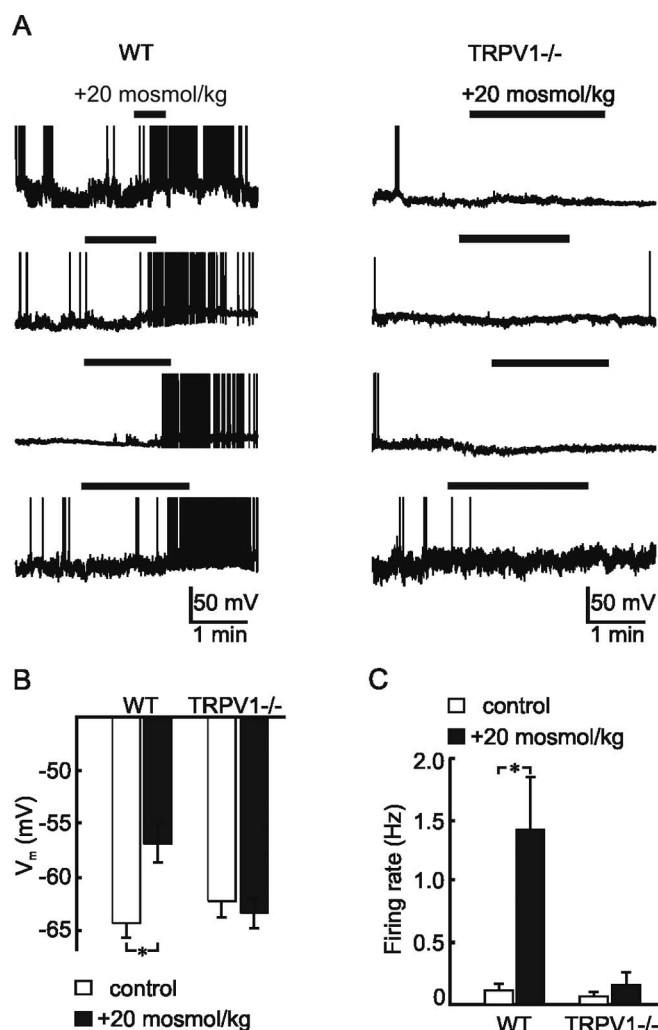 A
WT
TRPV1-/-
+20 mosmol/kg
+20 mosmol/kg
50 mV
1 min
50 mV
1 min
B
WT TRPV1-/-
-50
-55
-60
-65
Vm (mV)
*
control
+20 mosmol/kg
C
control
+20 mosmol/kg
2.0
1.5
1.0
0.5
0
Firing rate (Hz)
*
WT TRPV1-/-